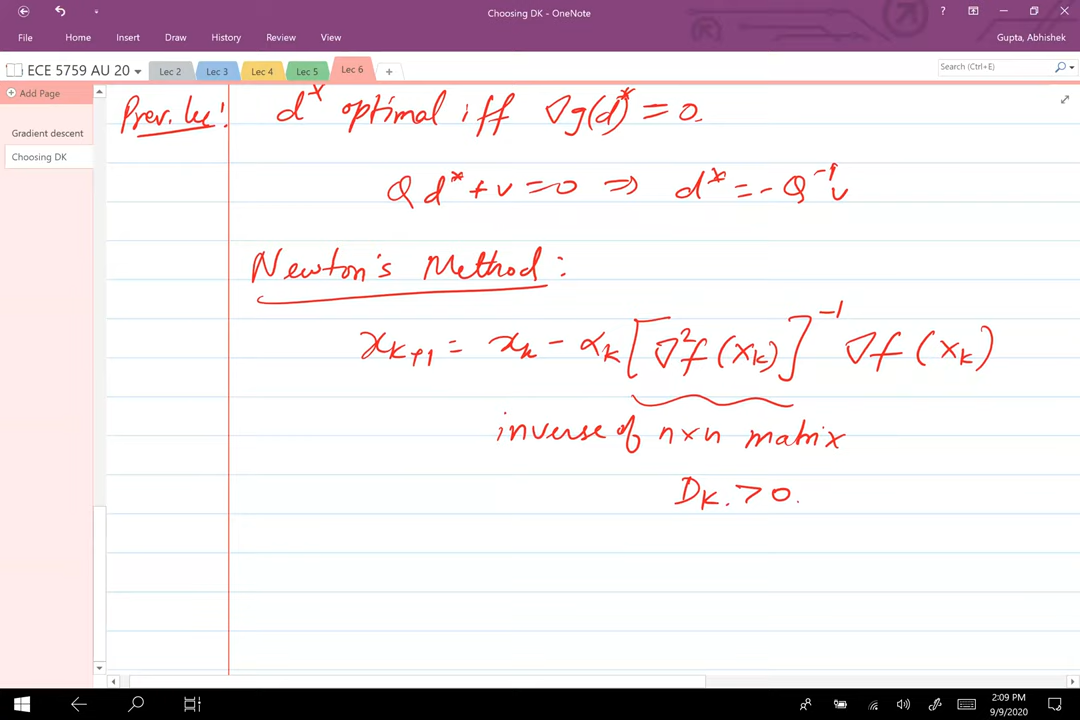 Choosing DK - OneNote
File Home Insert Draw History Review View
Gupta, Abhishek
ECE 5759 AU 20
Lec 2 Lec 3 Lec 4 Lec 5 Lec 6
Search (Ctrl+E)
Add Page
Gradient descent
Choosing DK
Prev. lec: d* optimal iff ∇g(d*) = 0.
Q d* + v = 0 ⇒ d* = -Q⁻¹v
Newton's Method:
x_{k+1} = x_k - α_k [∇²f(x_k)]⁻¹ ∇f(x_k)
inverse of n×n matrix
D_k > 0.
2:09 PM
9/9/2020